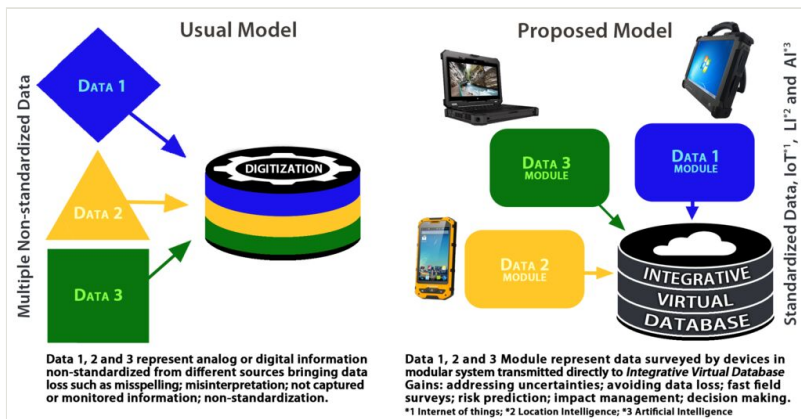 Usual Model
Multiple Non-standardized Data
DATA 1
DATA 2
DATA 3
DIGITIZATION
Data 1, 2 and 3 represent analog or digital information
non-standardized from different sources bringing data
loss such as misspelling; misinterpretation; not captured
or monitored information; non-standardization.
Proposed Model
DATA 3
MODULE
DATA 1
MODULE
DATA 2
MODULE
INTEGRATIVE
VIRTUAL
DATABASE
Standardized Data, IoT*1, LI*2 and AI*3
Data 1, 2 and 3 Module represent data surveyed by devices in
modular system transmitted directly to Integrative Virtual Database
Gains: addressing uncertainties; avoiding data loss; fast field
surveys; risk prediction; impact management; decision making.
*1 Internet of things; *2 Location Intelligence; *3 Artificial Intelligence